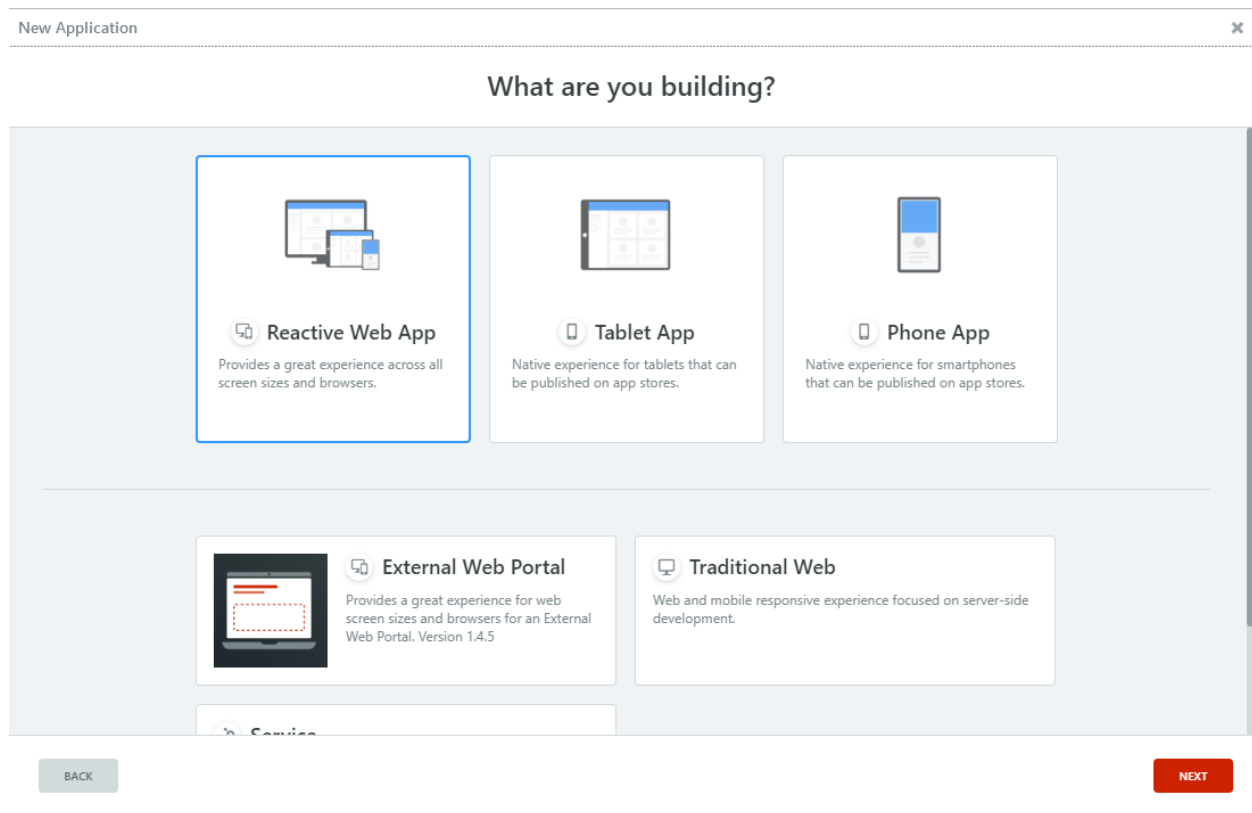 New Application
What are you building?
Reactive Web App
Provides a great experience across all
screen sizes and browsers.
Tablet App
Native experience for tablets that can
be published on app stores.
Phone App
Native experience for smartphones
that can be published on app stores.
External Web Portal
Provides a great experience for web
screen sizes and browsers for an External
Web Portal. Version 1.4.5
Traditional Web
Web and mobile responsive experience focused on server-side
development.
Service
BACK
NEXT